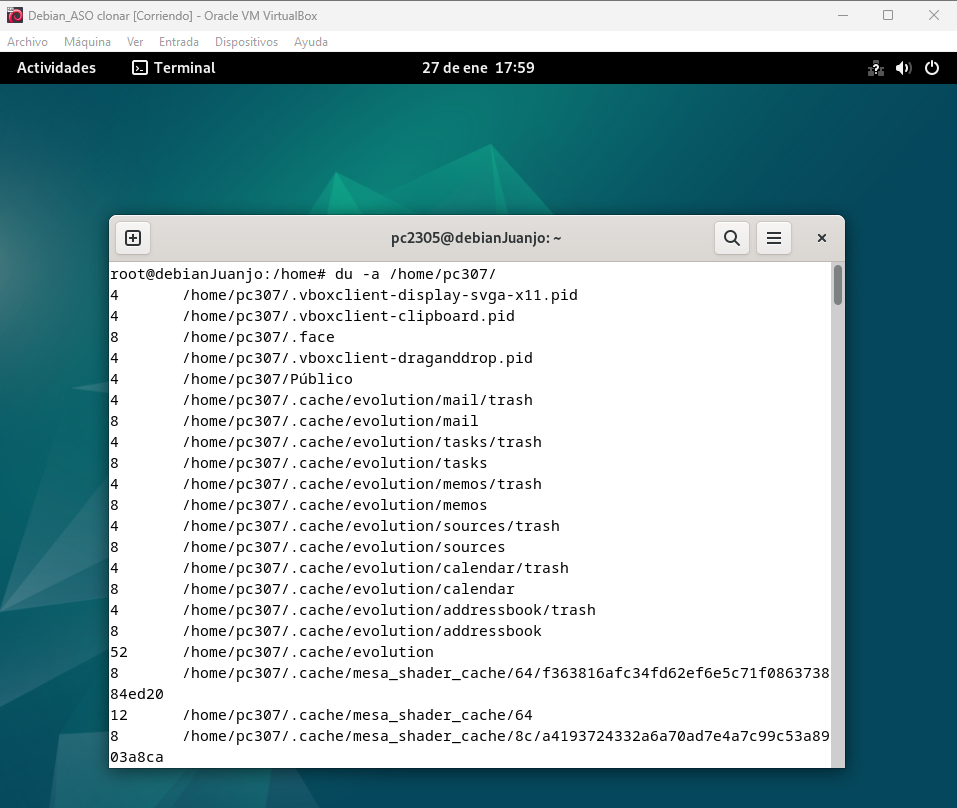 Debian_ASO clonar [Corriendo] - Oracle VM VirtualBox
Archivo Máquina Ver Entrada Dispositivos Ayuda
Actividades Terminal 27 de ene 17:59
pc2305@debianJuanjo: ~
root@debianJuanjo:/home# du -a /home/pc307/
4 /home/pc307/.vboxclient-display-svga-x11.pid
4 /home/pc307/.vboxclient-clipboard.pid
8 /home/pc307/.face
4 /home/pc307/.vboxclient-draganddrop.pid
4 /home/pc307/Público
4 /home/pc307/.cache/evolution/mail/trash
8 /home/pc307/.cache/evolution/mail
4 /home/pc307/.cache/evolution/tasks/trash
8 /home/pc307/.cache/evolution/tasks
4 /home/pc307/.cache/evolution/memos/trash
8 /home/pc307/.cache/evolution/memos
4 /home/pc307/.cache/evolution/sources/trash
8 /home/pc307/.cache/evolution/sources
4 /home/pc307/.cache/evolution/calendar/trash
8 /home/pc307/.cache/evolution/calendar
4 /home/pc307/.cache/evolution/addressbook/trash
8 /home/pc307/.cache/evolution/addressbook
52 /home/pc307/.cache/evolution
8 /home/pc307/.cache/mesa_shader_cache/64/f363816afc34fd62ef6e5c71f0863738
84ed20
12 /home/pc307/.cache/mesa_shader_cache/64
8 /home/pc307/.cache/mesa_shader_cache/8c/a4193724332a6a70ad7e4a7c99c53a89
03a8ca